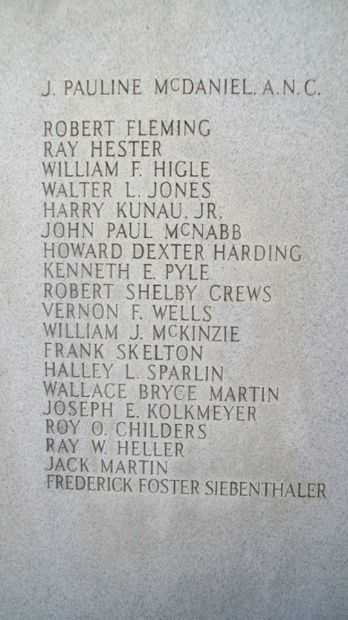 J. PAULINE McDANIEL. A.N.C.
ROBERT FLEMING
RAY HESTER
WILLIAM F. HIGLE
WALTER L. JONES
HARRY KUNAU, JR.
JOHN PAUL McNABB
HOWARD DEXTER HARDING
KENNETH E. PYLE
ROBERT SHELBY CREWS
VERNON F. WELLS
WILLIAM J. McKINZIE
FRANK SKELTON
HALLEY L. SPARLIN
WALLACE BRYCE MARTIN
JOSEPH E. KOLKMEYER
ROY O. CHILDERS
RAY W. HELLER
JACK MARTIN
FREDERICK FOSTER SIEBENTHALER